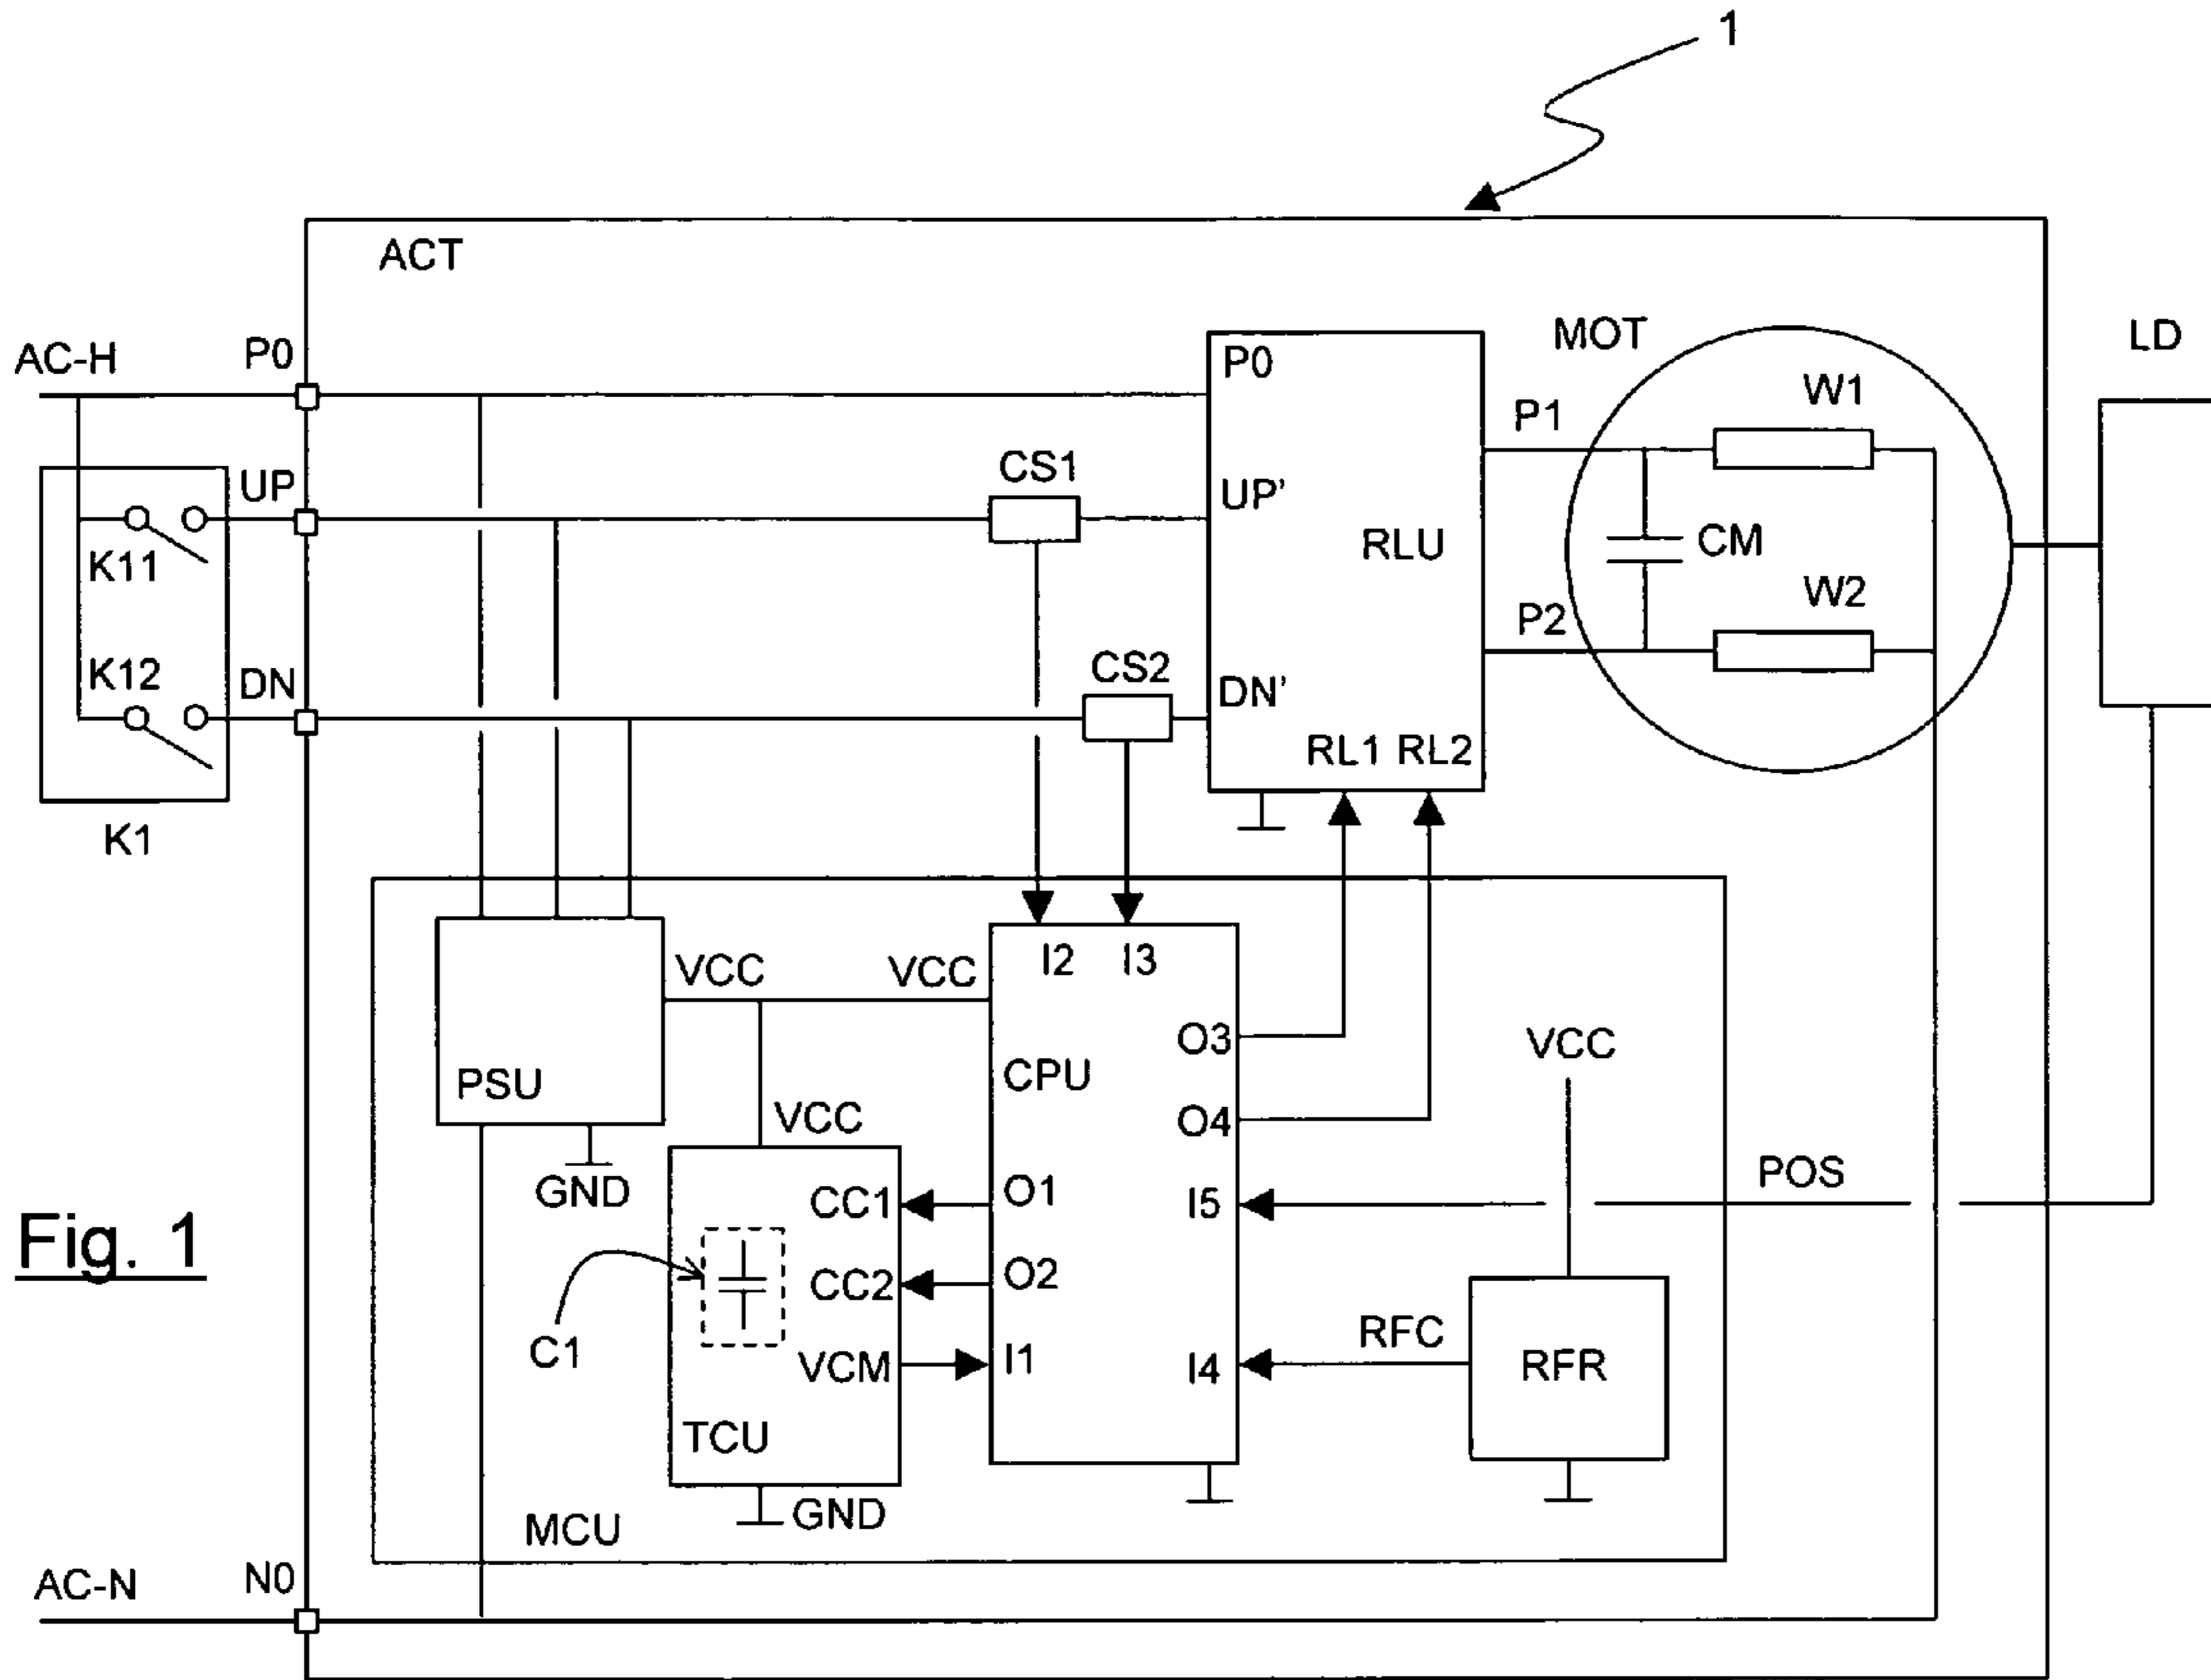 1
ACT
AC-H
P0
P0
MOT
LD
W1
P1
UP
CS1
UP'
RLU
CM
K11
W2
P2
K12
DN
CS2
DN'
RL1 RL2
K1
I2 I3
VCC
VCC
O3
VCC
CPU
PSU
VCC
O4
POS
GND
CC1
O1
I5
Fig. 1
CC2
O2
RFC
C1
VCM
I1
I4
RFR
TCU
GND
MCU
AC-N
N0